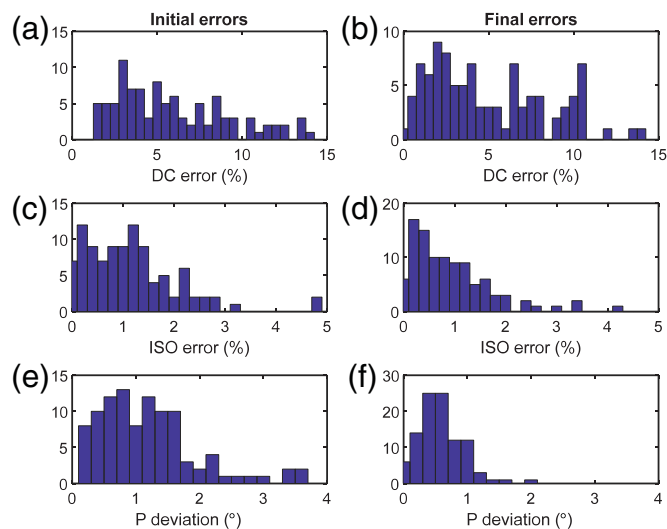 Initial errors
Final errors
(a)
15
10
5
0
0 5 10 15
DC error (%)
(b)
10
5
0
0 5 10 15
DC error (%)
(c)
15
10
5
0
0 1 2 3 4 5
ISO error (%)
(d)
20
10
0
0 1 2 3 4 5
ISO error (%)
(e)
15
10
5
0
0 1 2 3 4
P deviation (°)
(f)
30
20
10
0
0 1 2 3 4
P deviation (°)